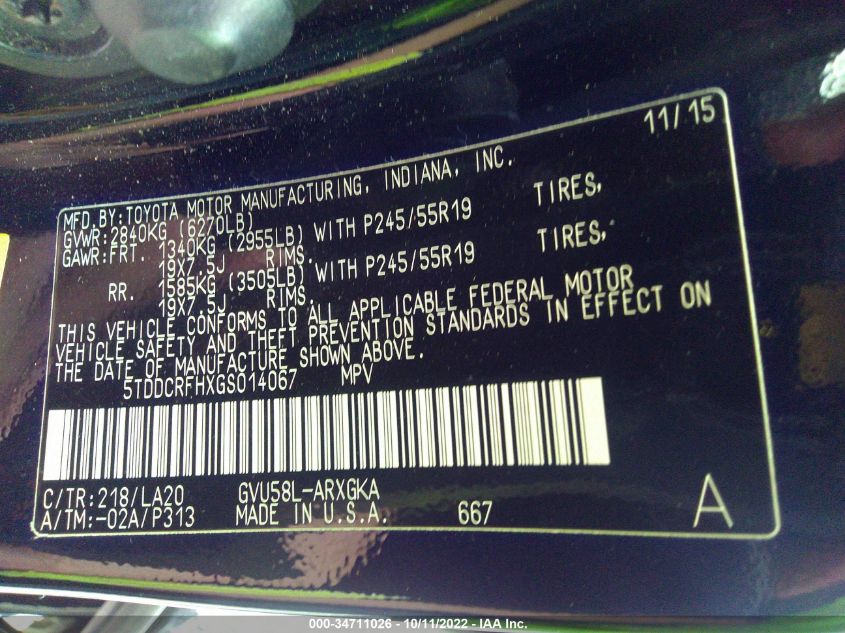 11/15
MFD.BY:TOYOTA MOTOR MANUFACTURING, INDIANA, INC.
GVWR:2840KG (6270LB)
GAWR:FRT. 1340KG (2955LB) WITH P245/55R19 TIRES,
19X7.5J RIMS.
RR. 1585KG (3505LB) WITH P245/55R19 TIRES,
19X7.5J RIMS.
THIS VEHICLE CONFORMS TO ALL APPLICABLE FEDERAL MOTOR
VEHICLE SAFETY AND THEFT PREVENTION STANDARDS IN EFFECT ON
THE DATE OF MANUFACTURE SHOWN ABOVE.
5TDDCRFHXGS014067 MPV
C/TR:218/LA20 GVU58L-ARXGKA
A/TM:-02A/P313 MADE IN U.S.A. 667 A
000-34711026 - 10/11/2022 - IAA Inc.